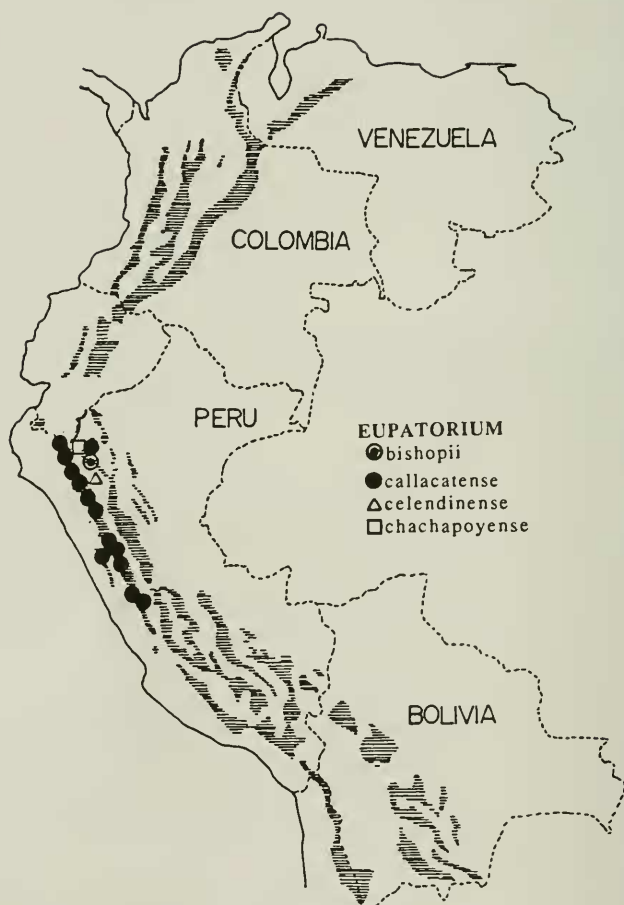 VENEZUELA
COLOMBIA
PERU
EUPATORIUM
bishopii
callacatense
celendinense
chachapoyense
BOLIVIA